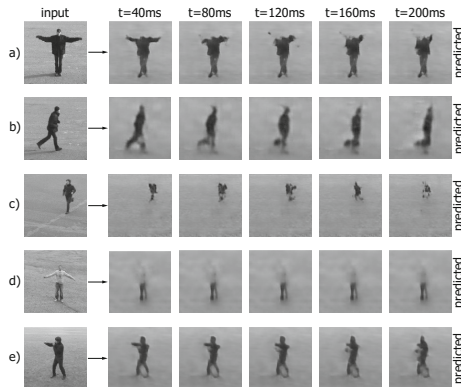 input t=40ms t=80ms t=120ms t=160ms t=200ms
a) predicted
b) predicted
c) predicted
d) predicted
e) predicted